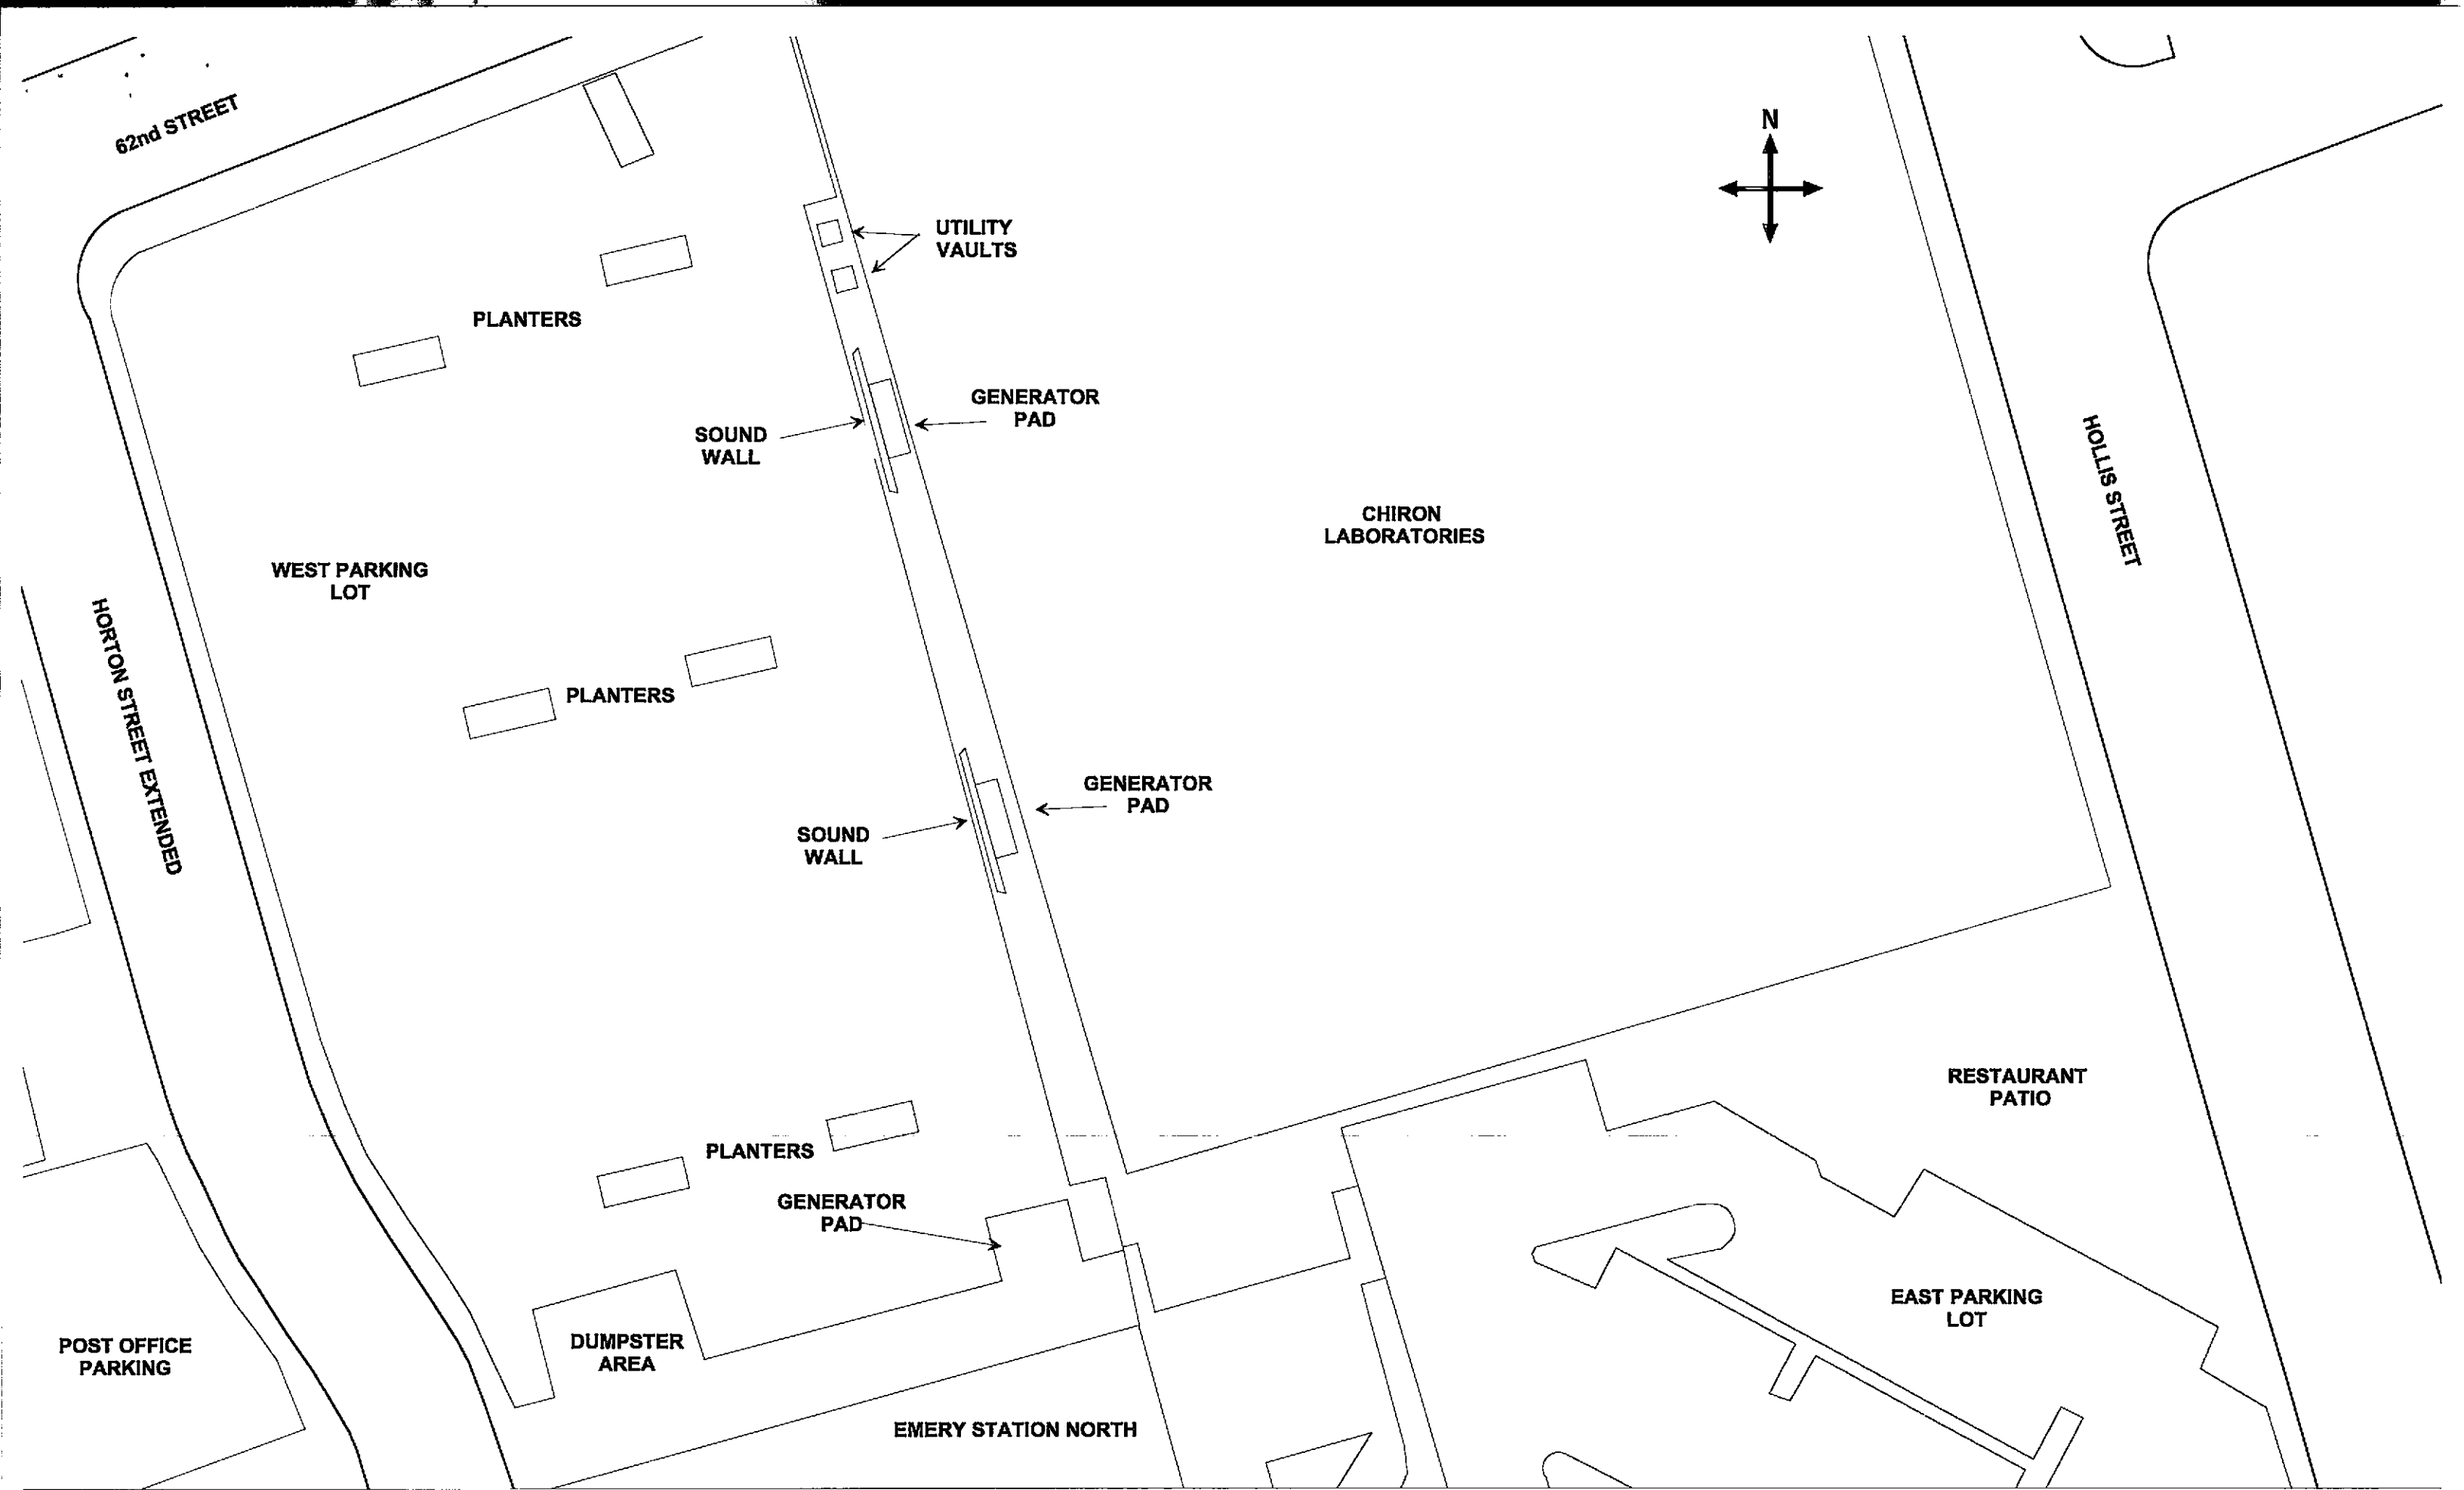 62nd STREET
N
UTILITY
VAULTS
PLANTERS
GENERATOR
PAD
SOUND
WALL
HOLLIS STREET
CHIRON
LABORATORIES
WEST PARKING
LOT
HORTON STREET EXTENDED
PLANTERS
GENERATOR
PAD
SOUND
WALL
RESTAURANT
PATIO
PLANTERS
GENERATOR
PAD
EAST PARKING
LOT
POST OFFICE
PARKING
DUMPSTER
AREA
EMERY STATION NORTH